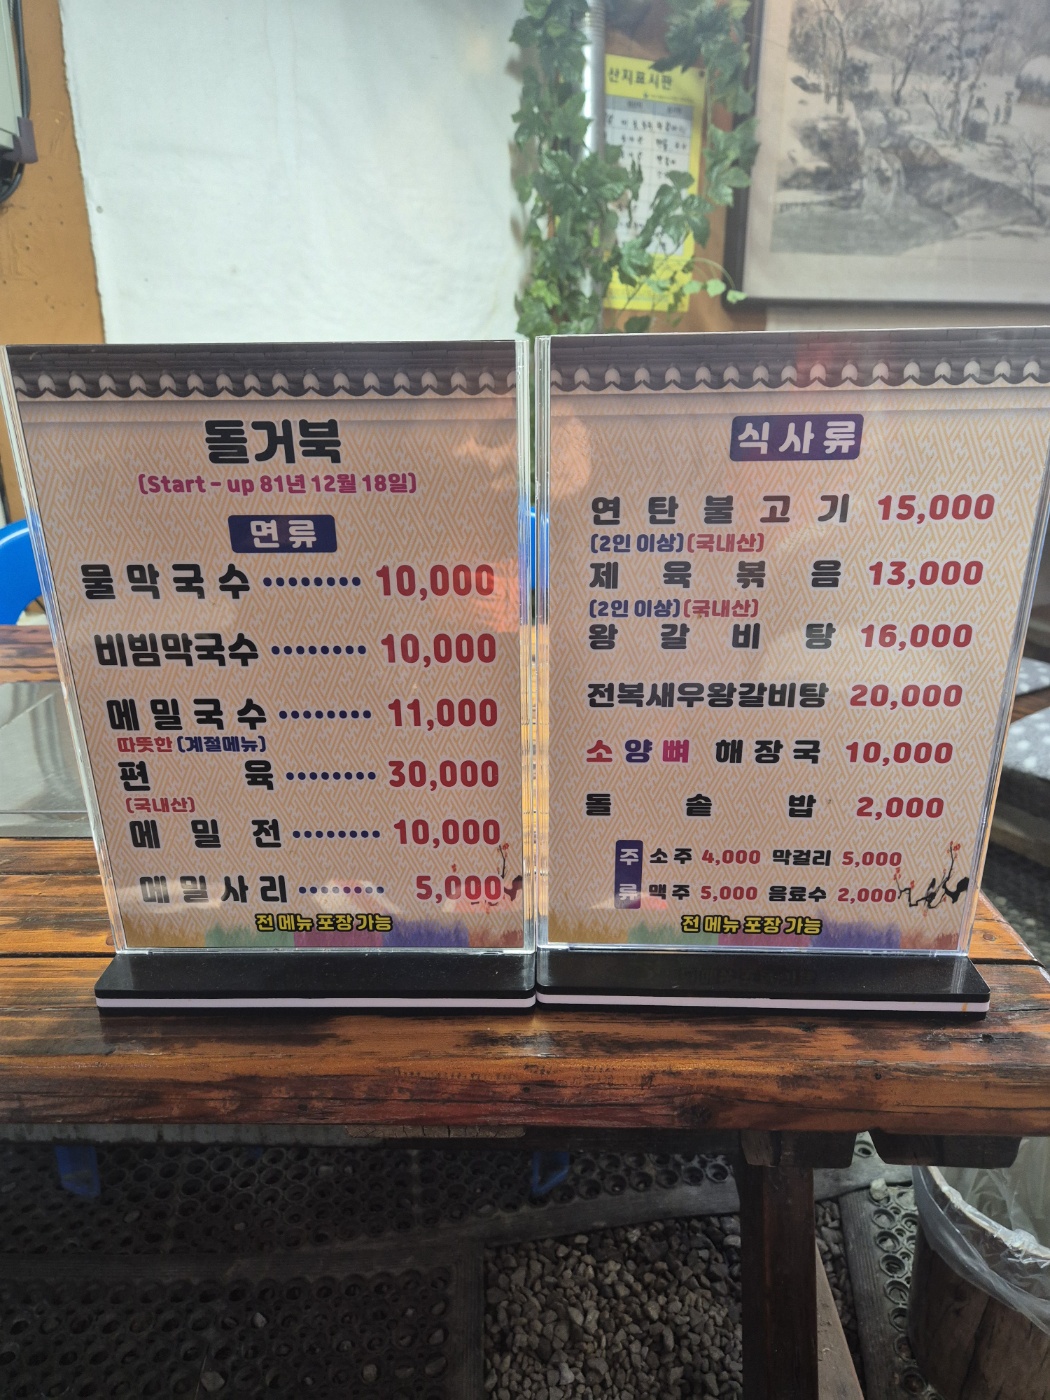 산지표시판
돌거북
(Start - up 81년 12월 18일)
면류
물막국수 ········· 10,000
비빔막국수 ········· 10,000
메밀국수 ········· 11,000
따뜻한 (계절메뉴)
편육 ········· 30,000
(국내산)
메밀전 ········· 10,000
메밀사리 ········ 5,000
전 메뉴 포장 가능
식사류
연탄불고기 15,000
(2인 이상)(국내산)
제육볶음 13,000
(2인 이상)(국내산)
왕갈비탕 16,000
전복새우왕갈비탕 20,000
소양뼈 해장국 10,000
돌솥밥 2,000
주류
소주 4,000 막걸리 5,000
맥주 5,000 음료수 2,000
전 메뉴 포장 가능